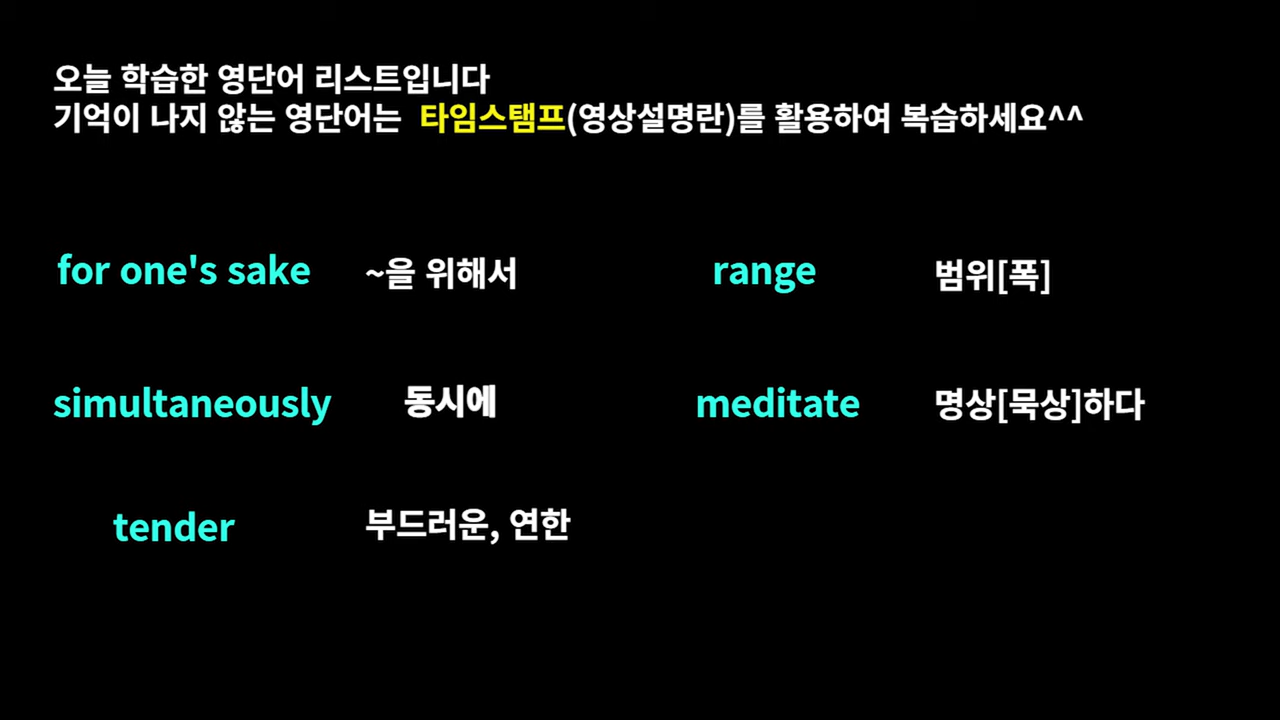 오늘 학습한 영단어 리스트입니다
기억이 나지 않는 영단어는 타임스탬프(영상설명란)를 활용하여 복습하세요^^
for one's sake ~을 위해서 range 범위[폭]
simultaneously 동시에 meditate 명상[묵상]하다
tender 부드러운, 연한